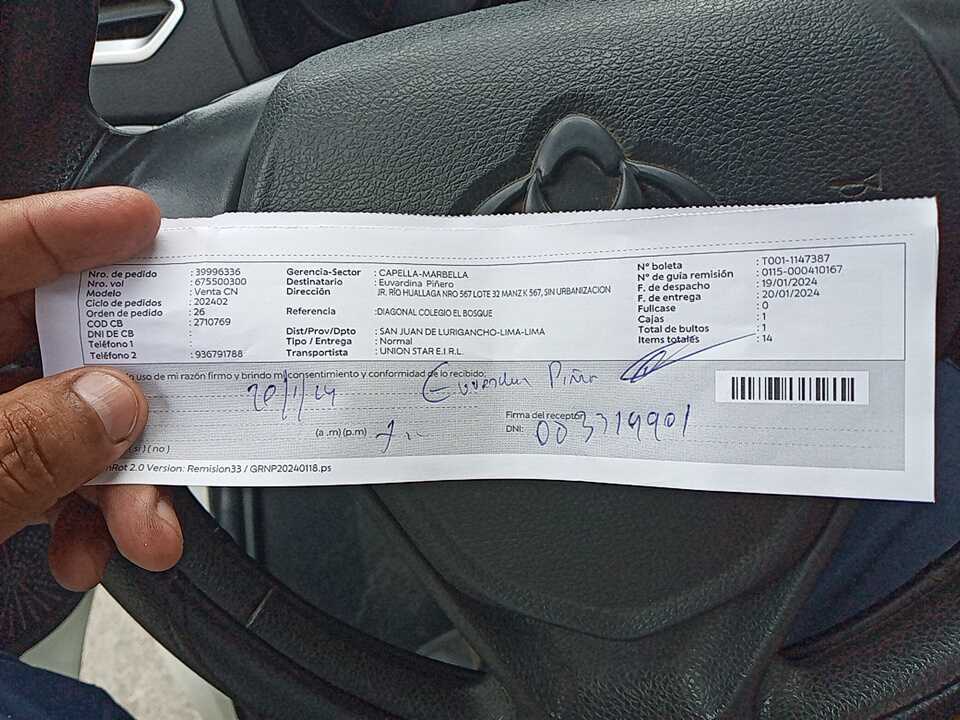 Nro. de pedido : 39996336
Nro. vol : 675500300
Modelo : Venta CN
Ciclo de pedidos : 202402
Orden de pedido : 26
COD CB : 2710769
DNI DE CB :
Teléfono 1 :
Teléfono 2 : 936791788
Gerencia-Sector : CAPELLA-MARBELLA
Destinatario : Euvardina Piñero
Dirección : JR. RÍO HUALLAGA NRO 567 LOTE 32 MANZ K 567, SIN URBANIZACION
Referencia : DIAGONAL COLEGIO EL BOSQUE
Dist/Prov/Dpto : SAN JUAN DE LURIGANCHO-LIMA-LIMA
Tipo / Entrega : Normal
Transportista : UNION STAR E.I.R.L.
N° boleta : T001-1147387
N° de guía remisión : 0115-000410167
F. de despacho : 19/01/2024
F. de entrega : 20/01/2024
Fullcase : 0
Cajas : 1
Total de bultos : 1
Items totales : 14
uso de mi razón firmo y brindo mi consentimiento y conformidad de lo recibido:
20/1/24
(a .m) (p.m)
Firma del receptor
DNI: 003319901
( si ) ( no )
Rot 2.0 Version: Remision33 / GRNP20240118.ps